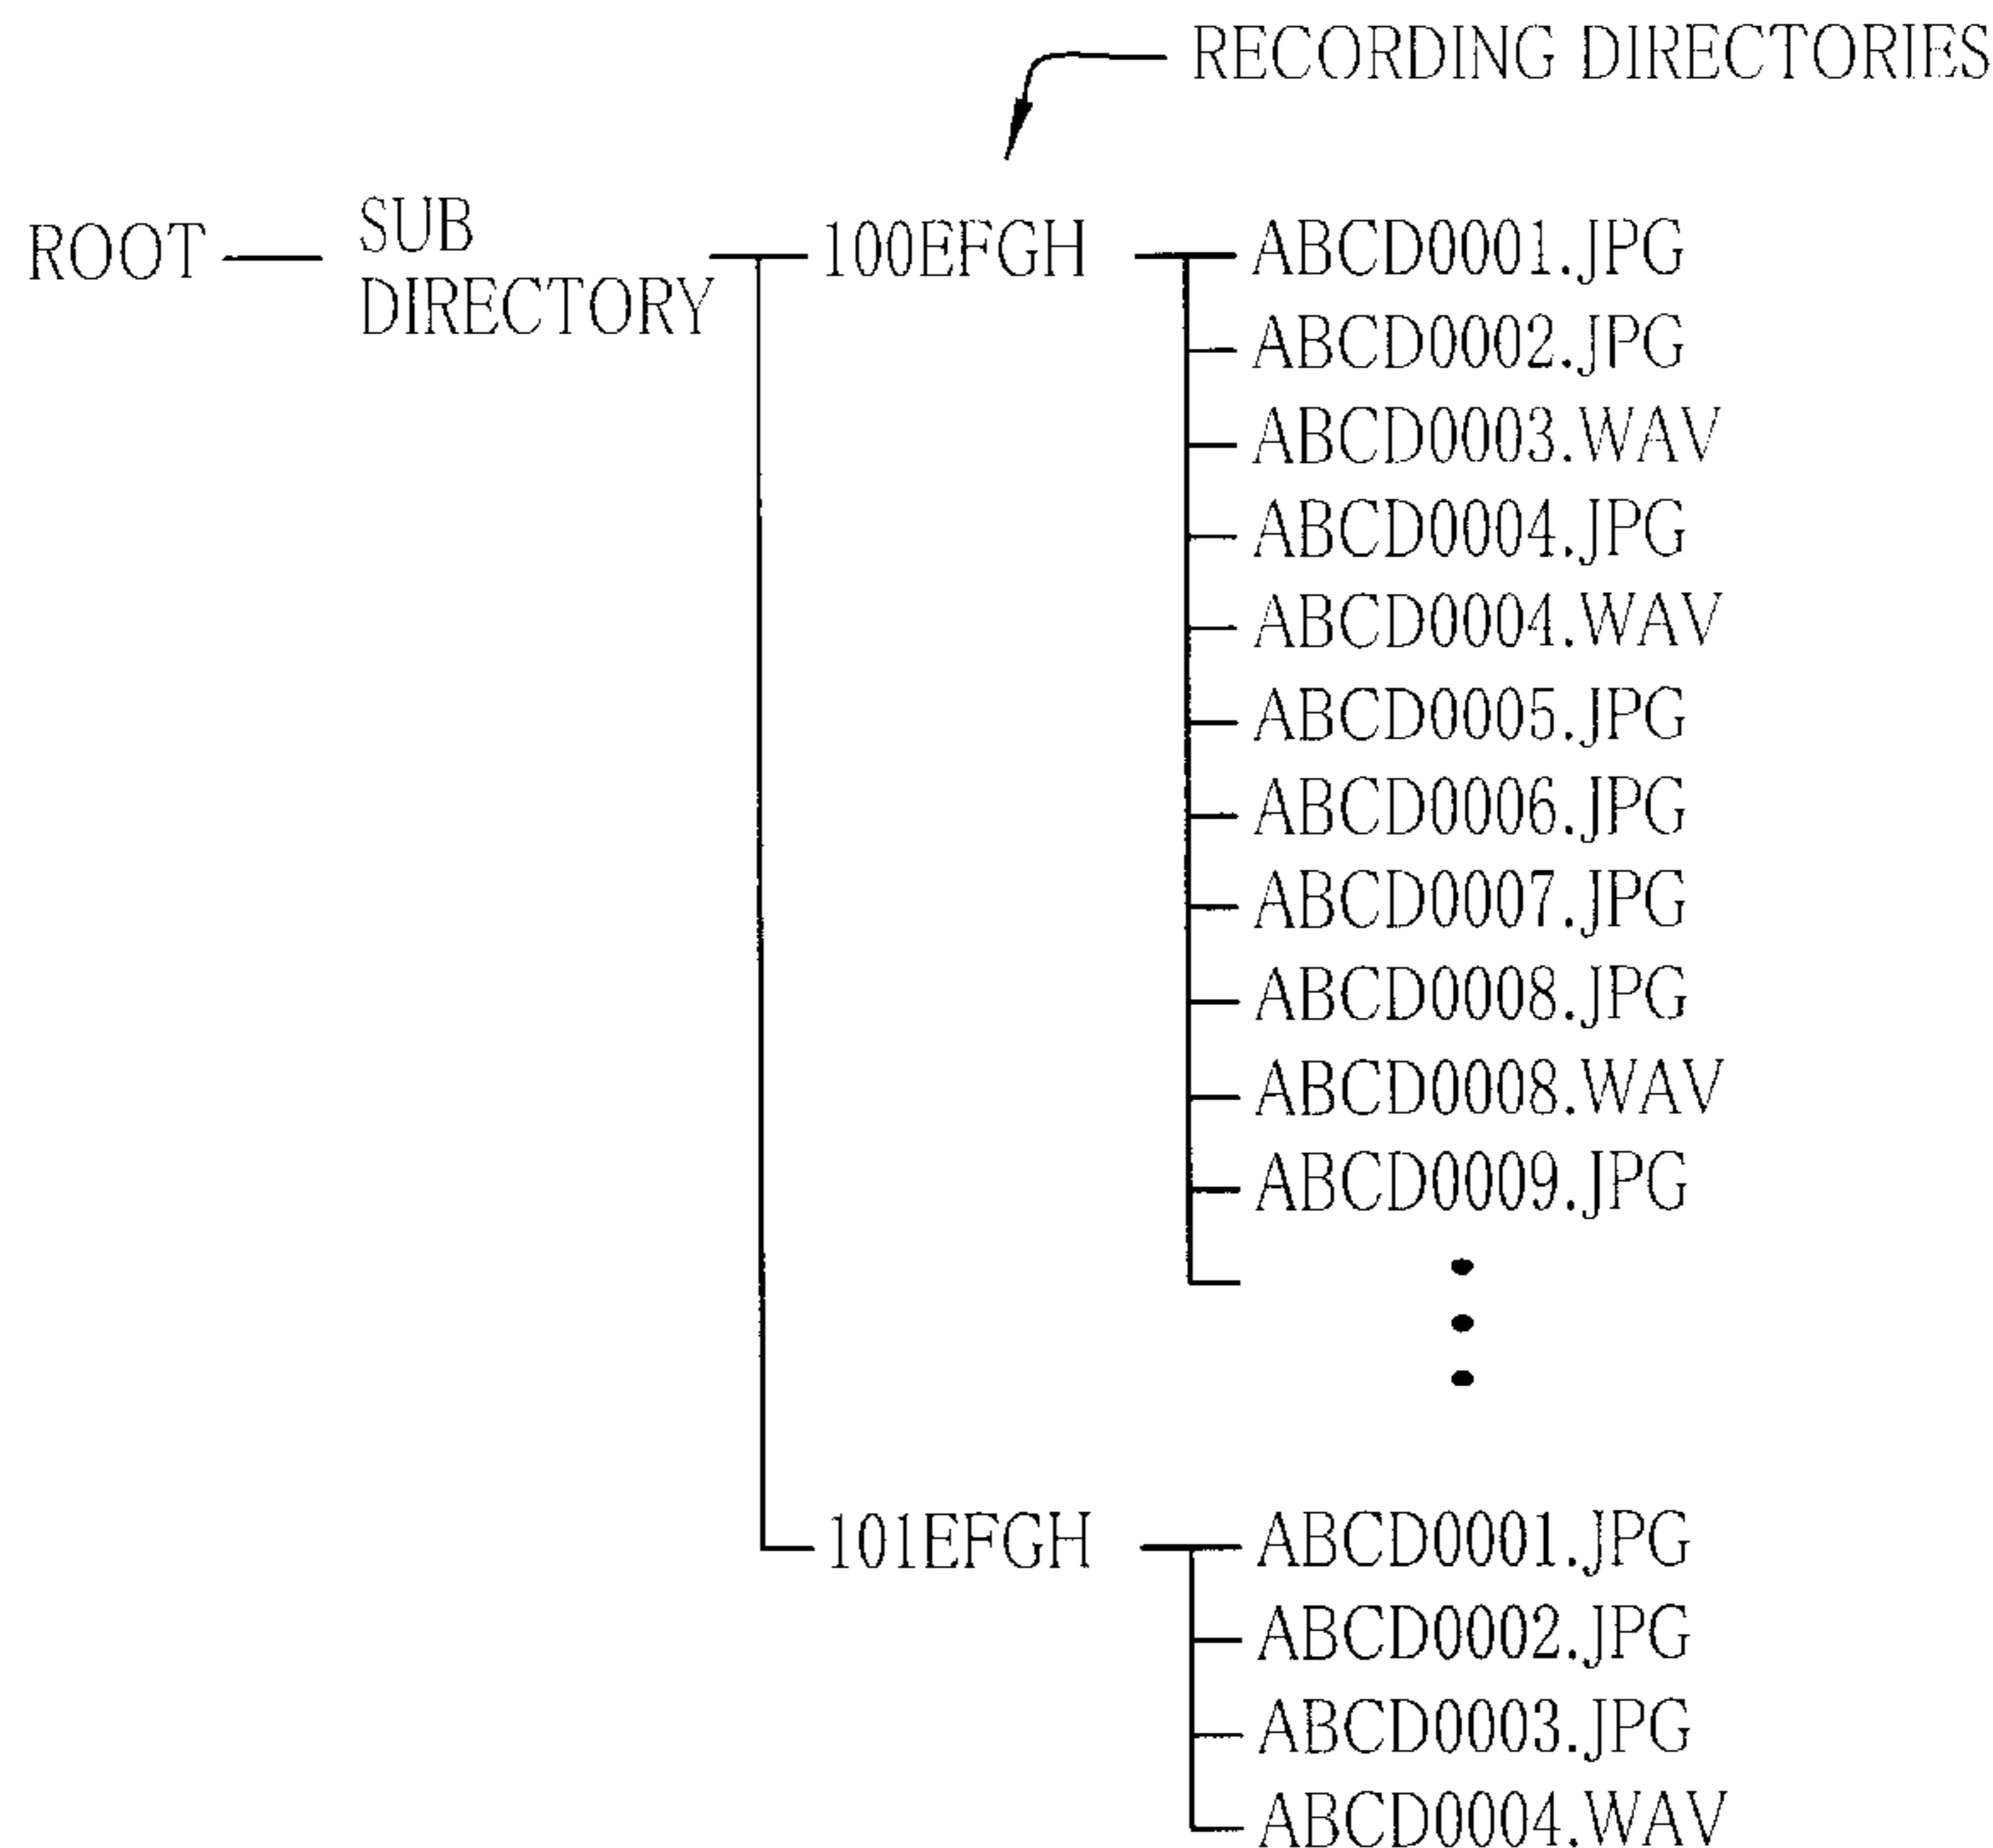 RECORDING DIRECTORIES
ROOT
SUB
DIRECTORY
100EFGH
ABCD0001.JPG
ABCD0002.JPG
ABCD0003.WAV
ABCD0004.JPG
ABCD0004.WAV
ABCD0005.JPG
ABCD0006.JPG
ABCD0007.JPG
ABCD0008.JPG
ABCD0008.WAV
ABCD0009.JPG
101EFGH
ABCD0001.JPG
ABCD0002.JPG
ABCD0003.JPG
ABCD0004.WAV